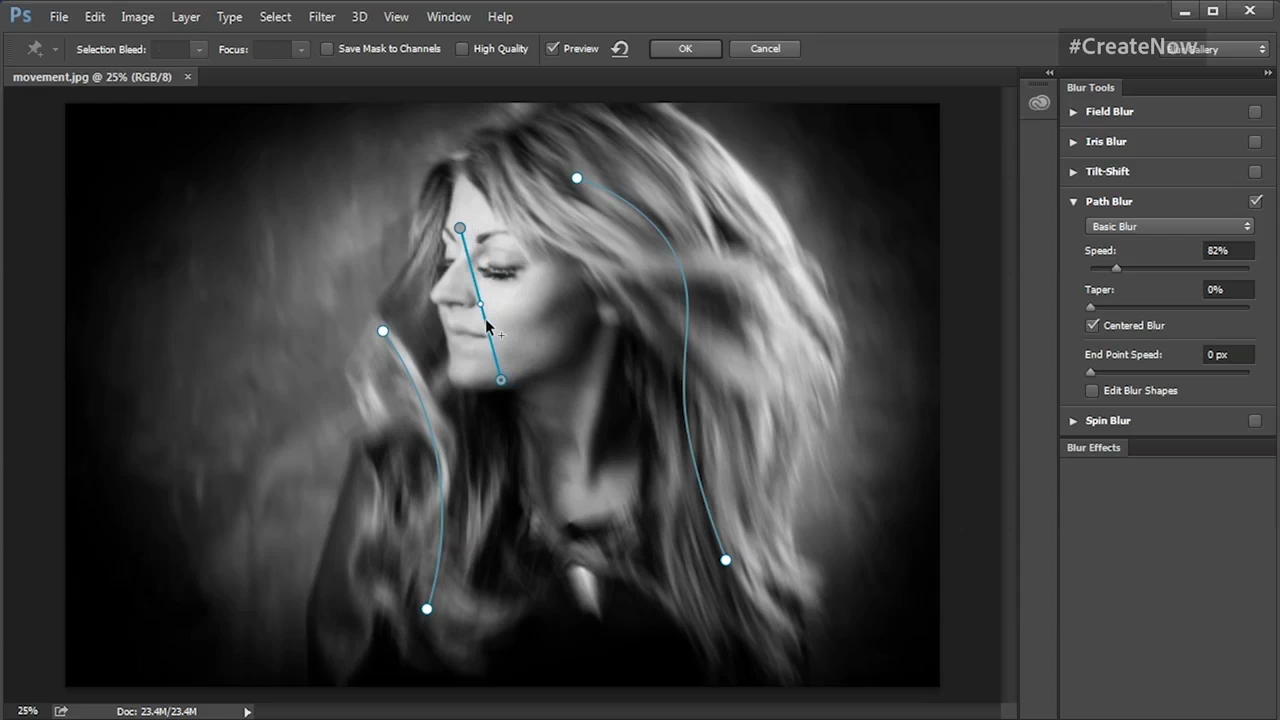 Ps File Edit Image Layer Type Select Filter 3D View Window Help
Selection Bleed: Focus: Save Mask to Channels High Quality Preview OK Cancel #CreateNow Gallery
movement.jpg @ 25% (RGB/8) ×
Blur Tools
Field Blur
Iris Blur
Tilt-Shift
Path Blur
Basic Blur
Speed: 82%
Taper: 0%
Centered Blur
End Point Speed: 0 px
Edit Blur Shapes
Spin Blur
Blur Effects
25% Doc: 23.4M/23.4M